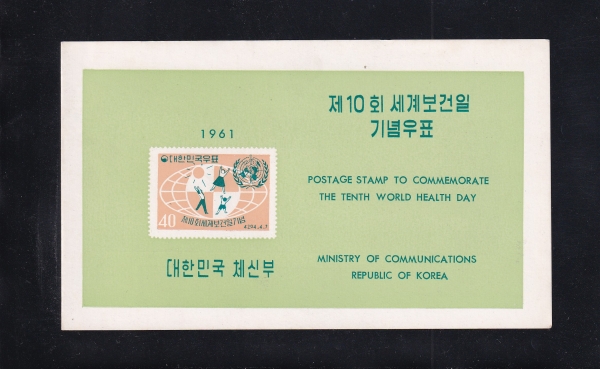 제10회 세계보건일
기념우표
1961
대한민국우표
40
제10회세계보건일기념
4294.4.7.
POSTAGE STAMP TO COMMEMORATE
THE TENTH WORLD HEALTH DAY
대한민국 체신부
MINISTRY OF COMMUNICATIONS
REPUBLIC OF KOREA